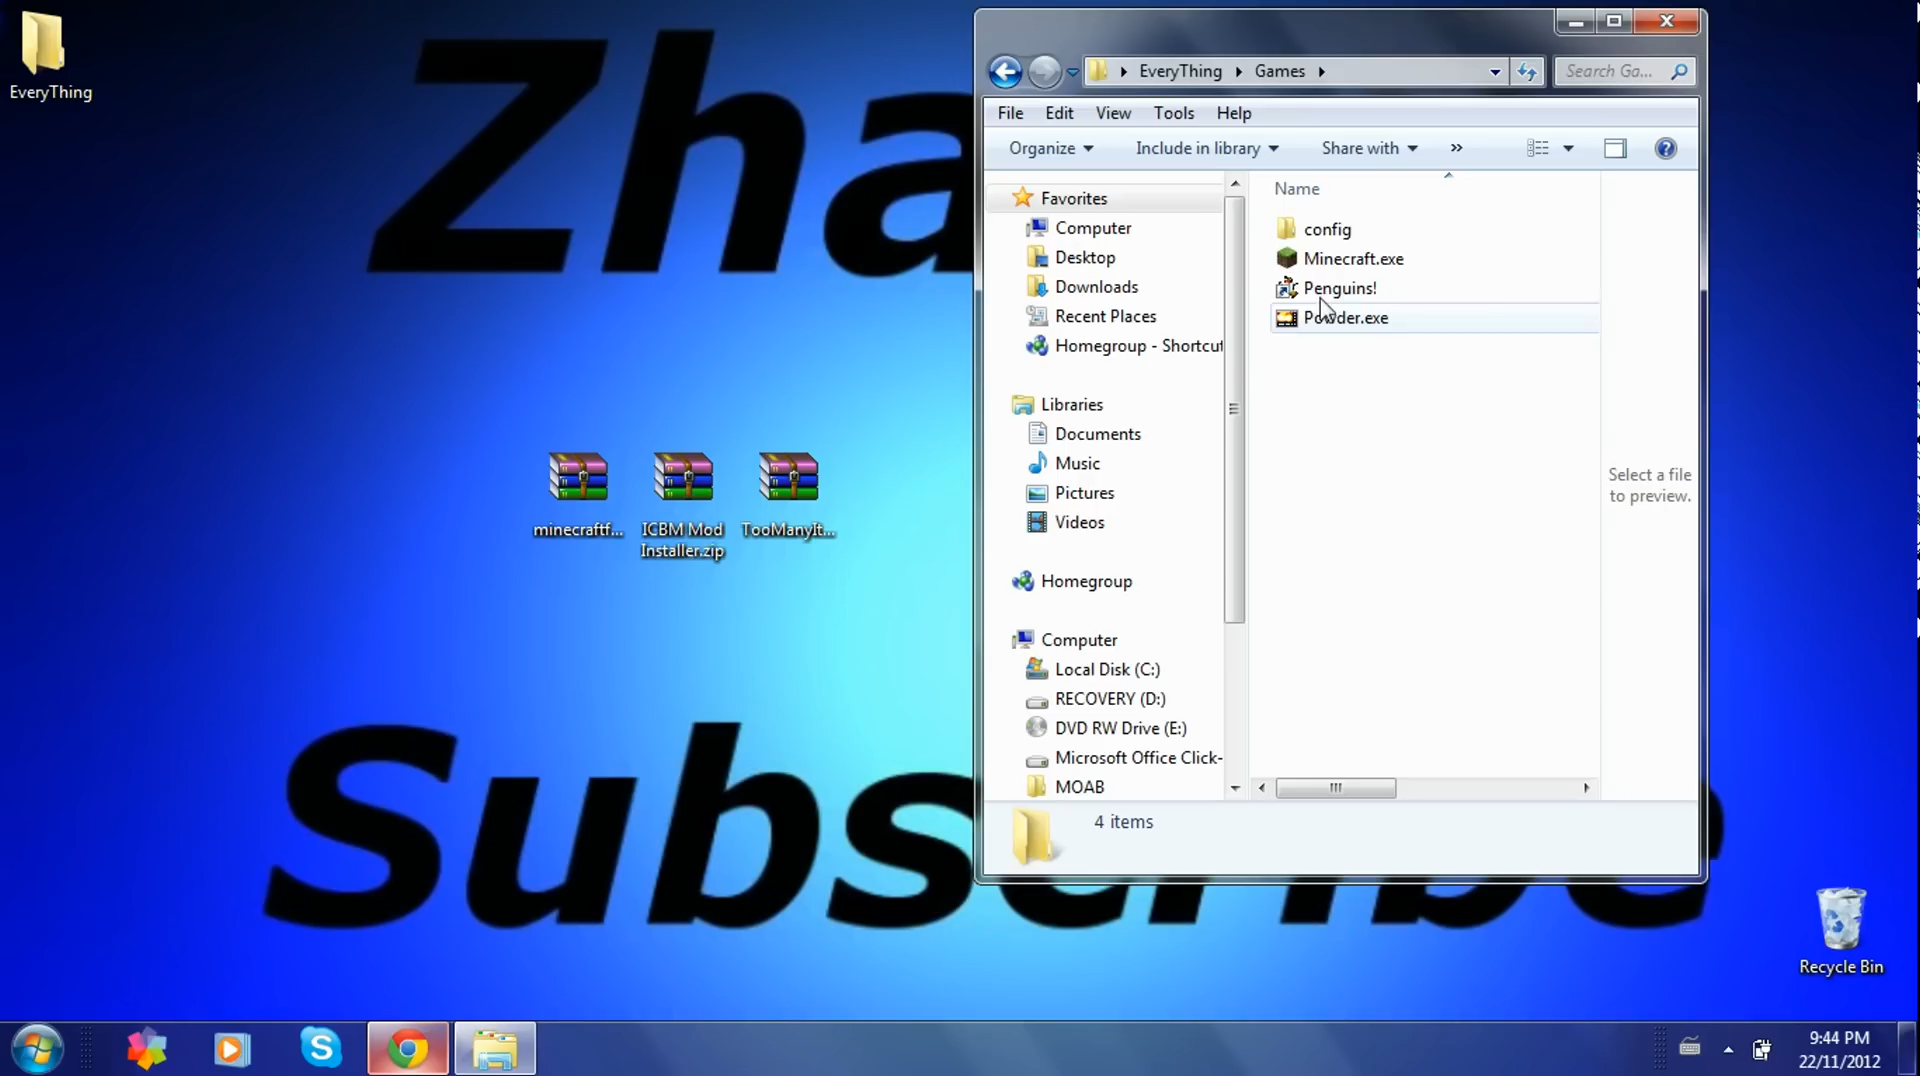 EveryThing
Zha
Subscribe
minecraftf...
ICBM Mod
Installer.zip
TooManyIt...
EveryThing
Games
Search Ga...
File
Edit
View
Tools
Help
Organize
Include in library
Share with
»
Favorites
Computer
Desktop
Downloads
Recent Places
Homegroup - Shortcut
Libraries
Documents
Music
Pictures
Videos
Homegroup
Computer
Local Disk (C:)
RECOVERY (D:)
DVD RW Drive (E:)
Microsoft Office Click-
MOAB
Name
config
Minecraft.exe
Penguins!
Powder.exe
Select a file
to preview.
4 items
Recycle Bin
9:44 PM
22/11/2012